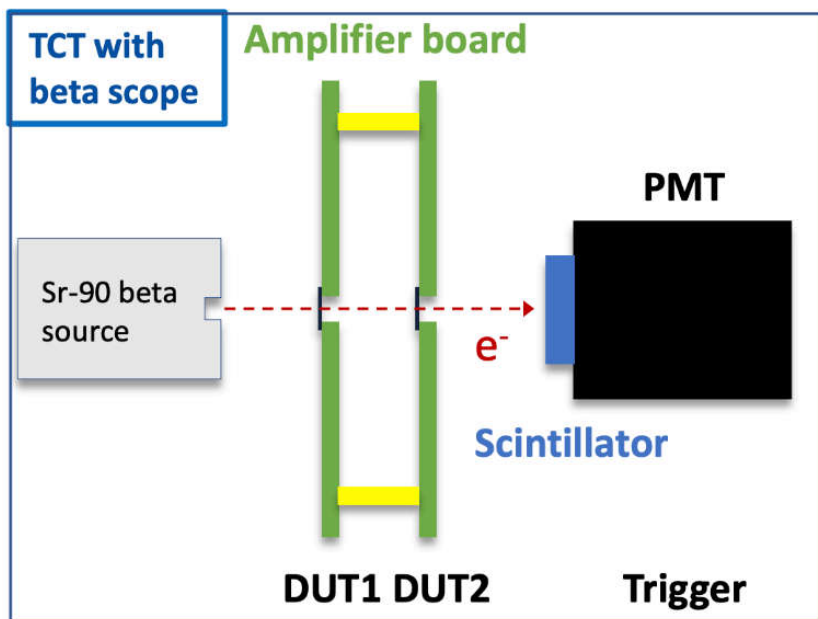 TCT with
beta scope
Amplifier board
PMT
Sr-90 beta
source
e⁻
Scintillator
DUT1 DUT2
Trigger